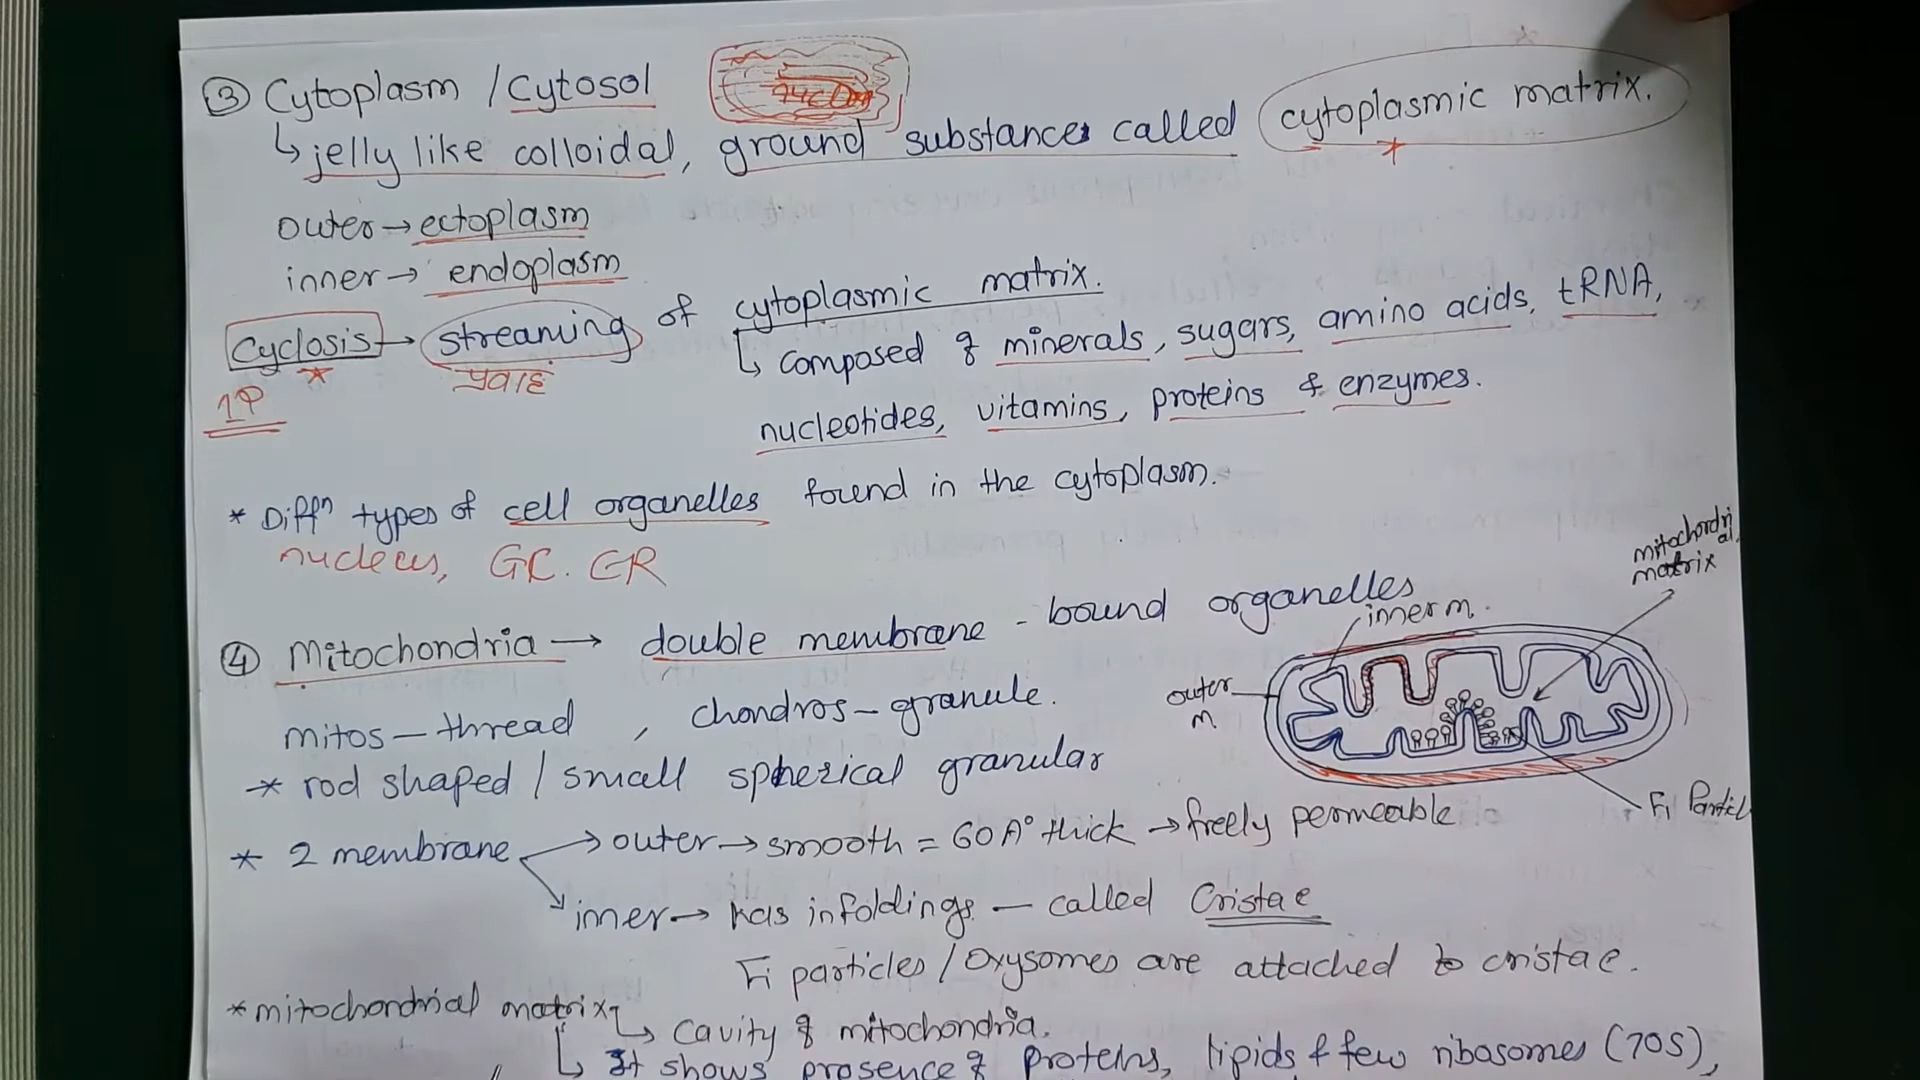 ③ Cytoplasm / Cytosol
↳ jelly like colloidal, ground substances called cytoplasmic matrix.
outer → ectoplasm
inner → endoplasm
Cyclosis → streaming of cytoplasmic matrix.
↳ composed of minerals, sugars, amino acids, tRNA,
nucleotides, vitamins, proteins & enzymes.
* Diffⁿ types of cell organelles found in the cytoplasm.
nucleus, GC. ER
④ Mitochondria → double membrane - bound organelles
mitos – thread , chondros – granule.
* rod shaped / small spherical granular
* 2 membrane → outer → smooth = 60A° thick → freely permeable
inner → has infoldings – called Cristae
F₁ particles / Oxysomes are attached to cristae.
* mitochondrial matrix ↳ Cavity of mitochondria.
↳ It shows presence of proteins, lipids & few ribosomes (70S),
mitochondrial matrix
inner m.
outer m.
F₁ Particl